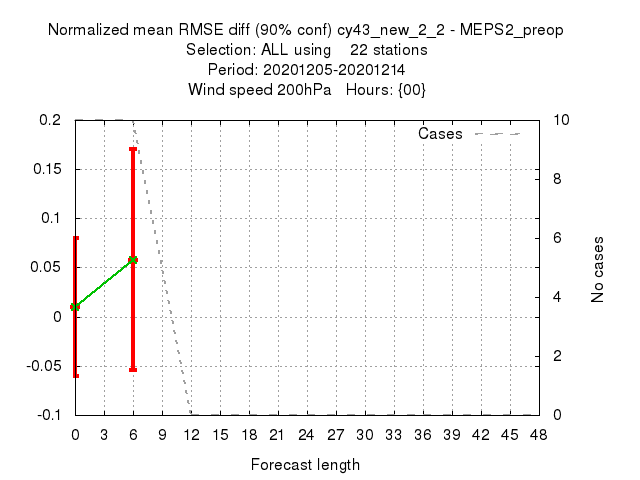 Normalized mean RMSE diff (90% conf) cy43_new_2_2 - MEPS2_preop
Selection: ALL using 22 stations
Period: 20201205-20201214
Wind speed 200hPa Hours: {00}
Cases
0.2
0.15
0.1
0.05
0
-0.05
-0.1
10
8
6
4
2
0
No cases
0 3 6 9 12 15 18 21 24 27 30 33 36 39 42 45 48
Forecast length